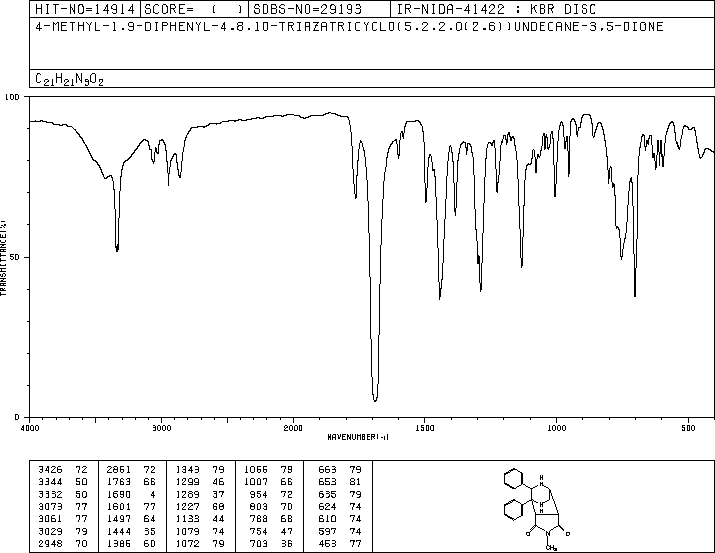 HIT-NO=14914 SCORE= ( ) SDBS-NO=29193 IR-NIDA-41422 : KBR DISC
4-METHYL-1.9-DIPHENYL-4.8.10-TRIAZATRICYCLO(5.2.2.0(2.6))UNDECANE-3.5-DIONE
C21H21N3O2
100
50
0
TRANSMITTANCE(%)
4000 3000 2000 1500 1000 500
WAVENUMBER(-1)
3426 72 2861 72 1343 79 1066 79 663 79
3344 50 1763 66 1299 46 1007 66 653 81
3332 50 1690 4 1289 37 954 72 635 79
3073 77 1601 77 1227 68 803 70 624 74
3061 77 1497 64 1133 44 788 68 610 74
3029 79 1444 35 1079 74 754 47 597 74
2948 70 1386 60 1072 79 703 36 463 77
H
N
N
H
H H
O N O
CH3